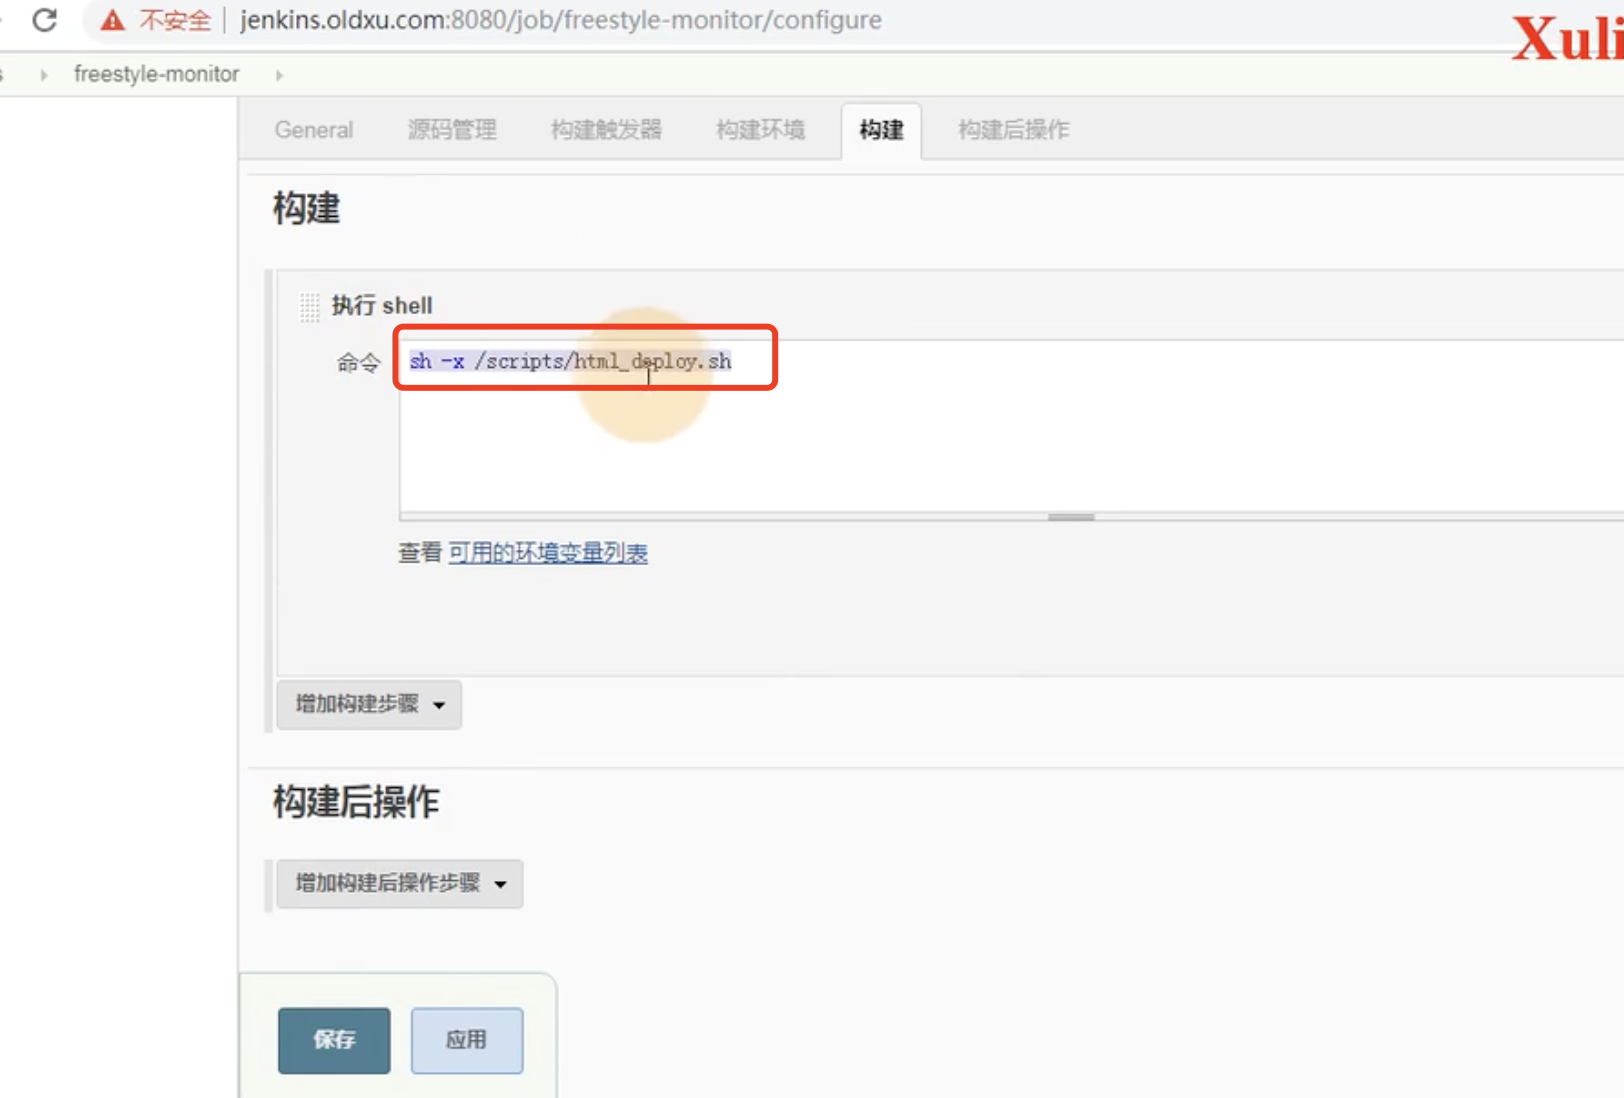 不安全 jenkins.oldxu.com:8080/job/freestyle-monitor/configure
Xuli
s freestyle-monitor
General 源码管理 构建触发器 构建环境 构建 构建后操作
构建
执行 shell
命令 sh -x /scripts/html_deploy.sh
查看 可用的环境变量列表
增加构建步骤
构建后操作
增加构建后操作步骤
保存 应用